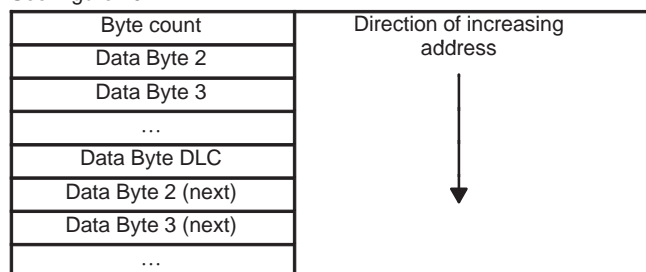 Byte count
Direction of increasing
address
Data Byte 2
Data Byte 3
…
Data Byte DLC
Data Byte 2 (next)
Data Byte 3 (next)
…